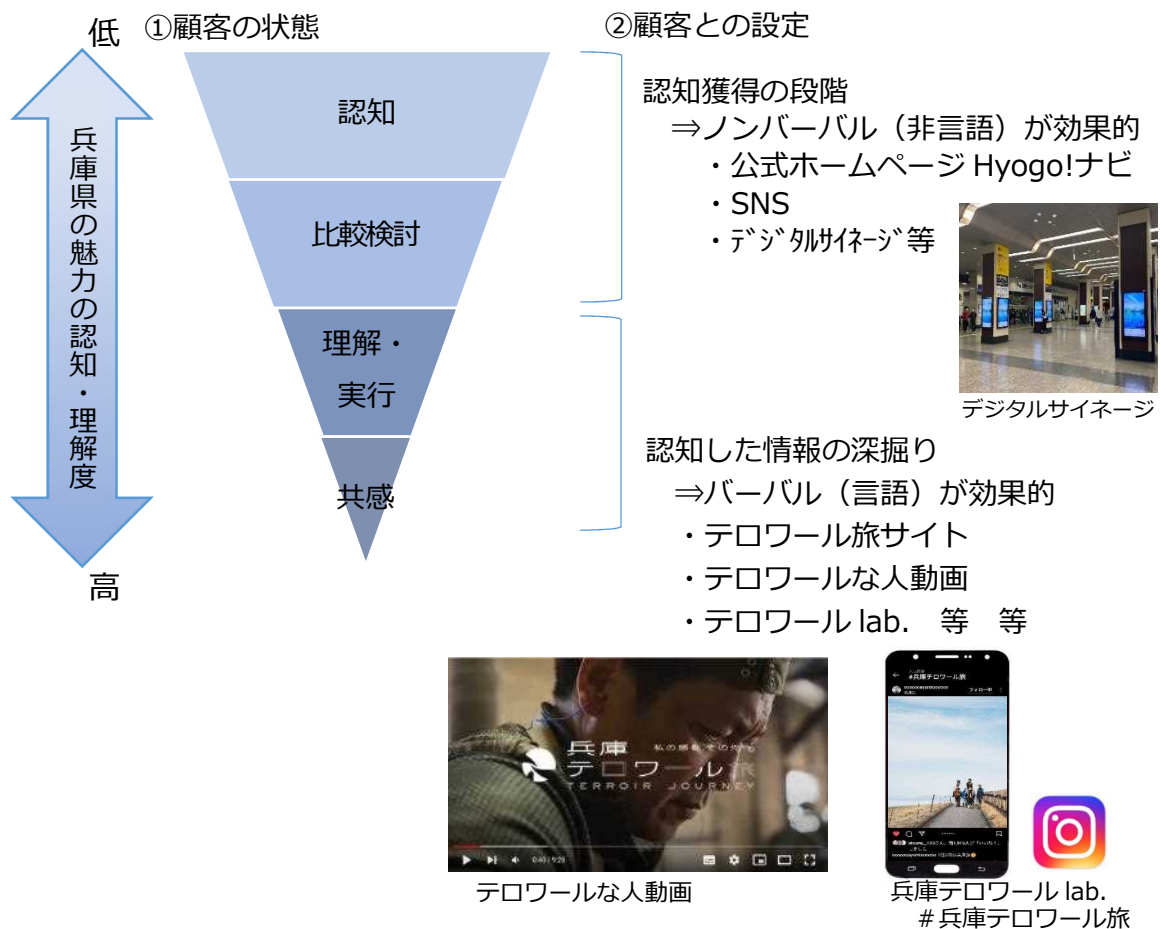 低
①顧客の状態
②顧客との設定
兵庫県の魅力の認知・理解度
高
認知
比較検討
理解・
実行
共感
認知獲得の段階
⇒ノンバーバル（非言語）が効果的
・公式ホームページ Hyogo!ナビ
・SNS
・ﾃﾞｼﾞﾀﾙｻｲﾈｰｼﾞ等
デジタルサイネージ
認知した情報の深掘り
⇒バーバル（言語）が効果的
・テロワール旅サイト
・テロワールな人動画
・テロワール lab.　等　等
兵庫
テロワール旅
TERROIR JOURNEY
0:40 / 9:28
テロワールな人動画
#兵庫テロワール旅
フォロー中
兵庫テロワール lab.
＃兵庫テロワール旅